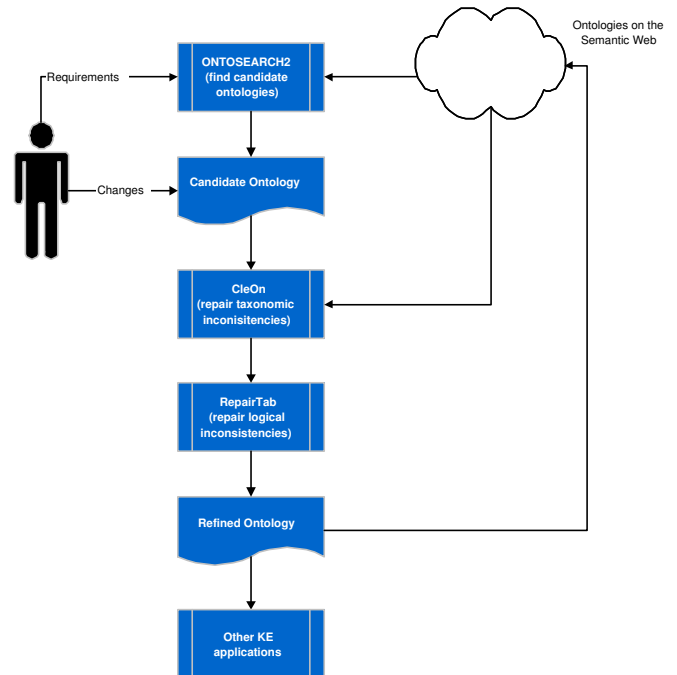 Ontologies on the
Semantic Web
ONTOSEARCH2
(find candidate
ontologies)
Requirements
Candidate Ontology
Changes
CleOn
(repair taxonomic
inconisitencies)
RepairTab
(repair logical
inconsistencies)
Refined Ontology
Other KE
applications